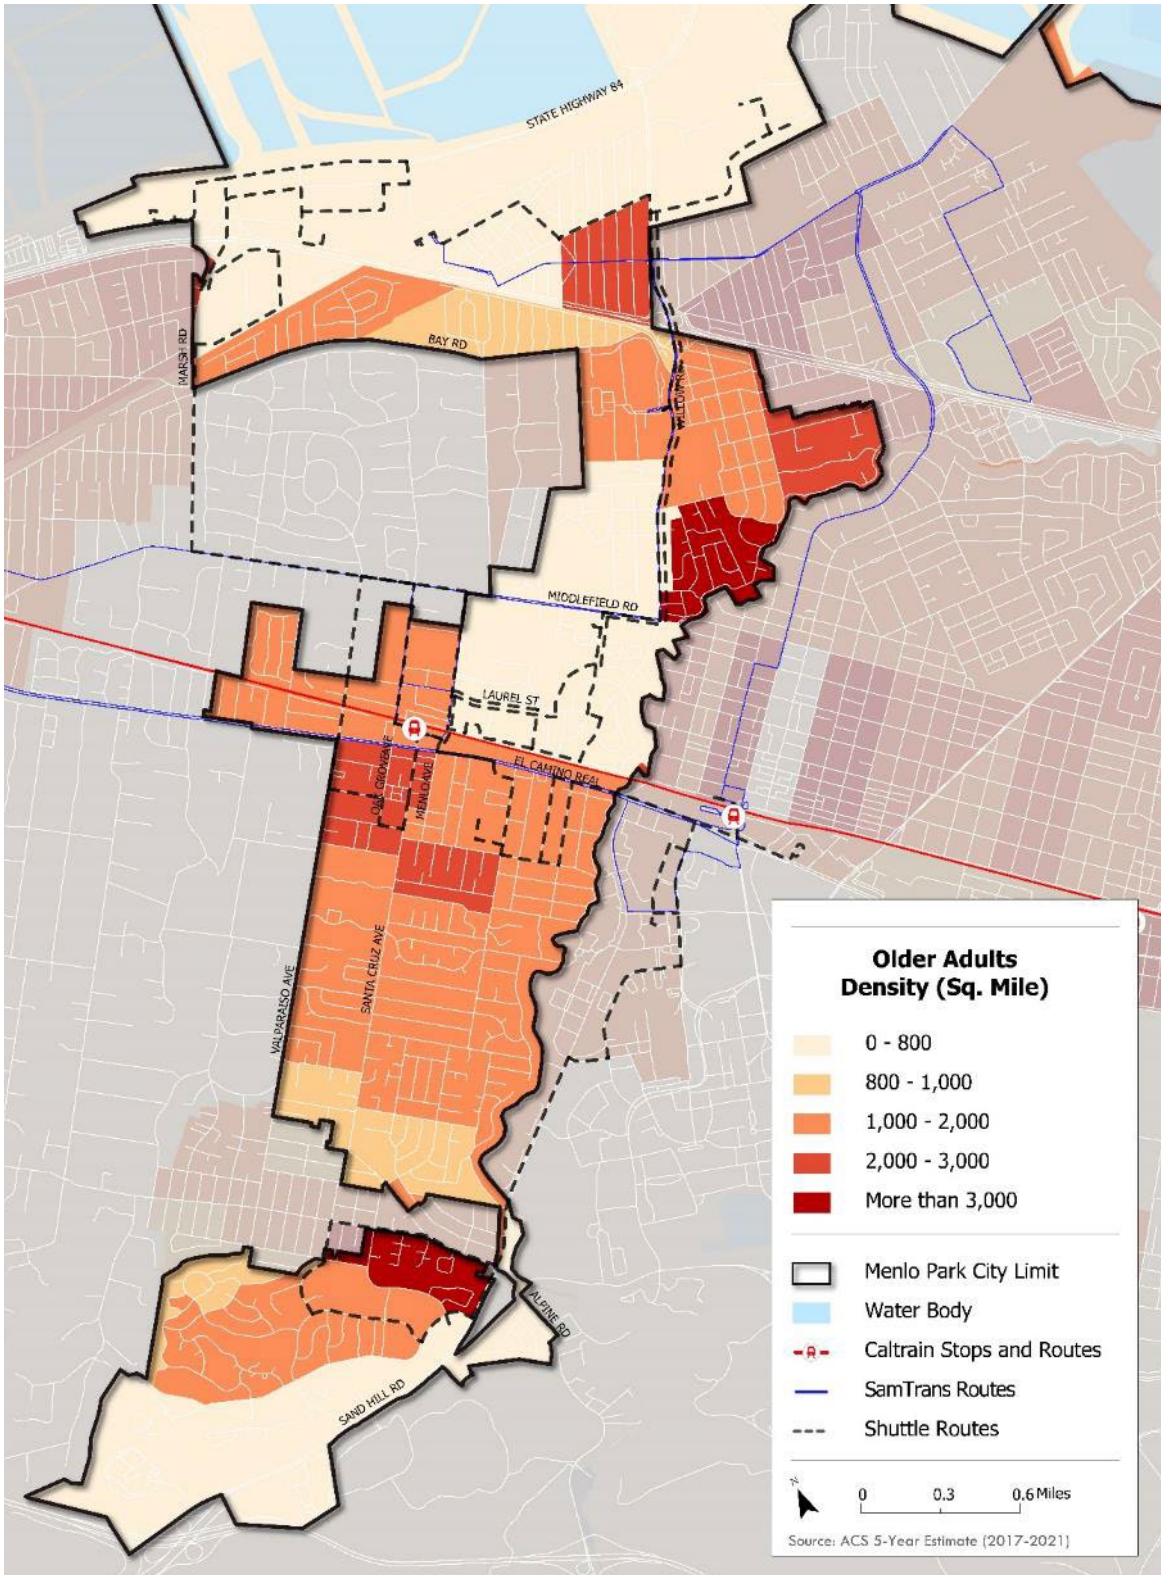 STATE HIGHWAY 84
MARSH RD
BAY RD
WILLOW RD
MIDDLEFIELD RD
LAUREL ST
EL CAMINO REAL
OAK GROVE AVE
MENLO AVE
SANTA CRUZ AVE
VALPARAISO AVE
ALPINE RD
SAND HILL RD
Older Adults
Density (Sq. Mile)
0 - 800
800 - 1,000
1,000 - 2,000
2,000 - 3,000
More than 3,000
Menlo Park City Limit
Water Body
Caltrain Stops and Routes
SamTrans Routes
Shuttle Routes
N
0 0.3 0.6 Miles
Source: ACS 5-Year Estimate (2017-2021)